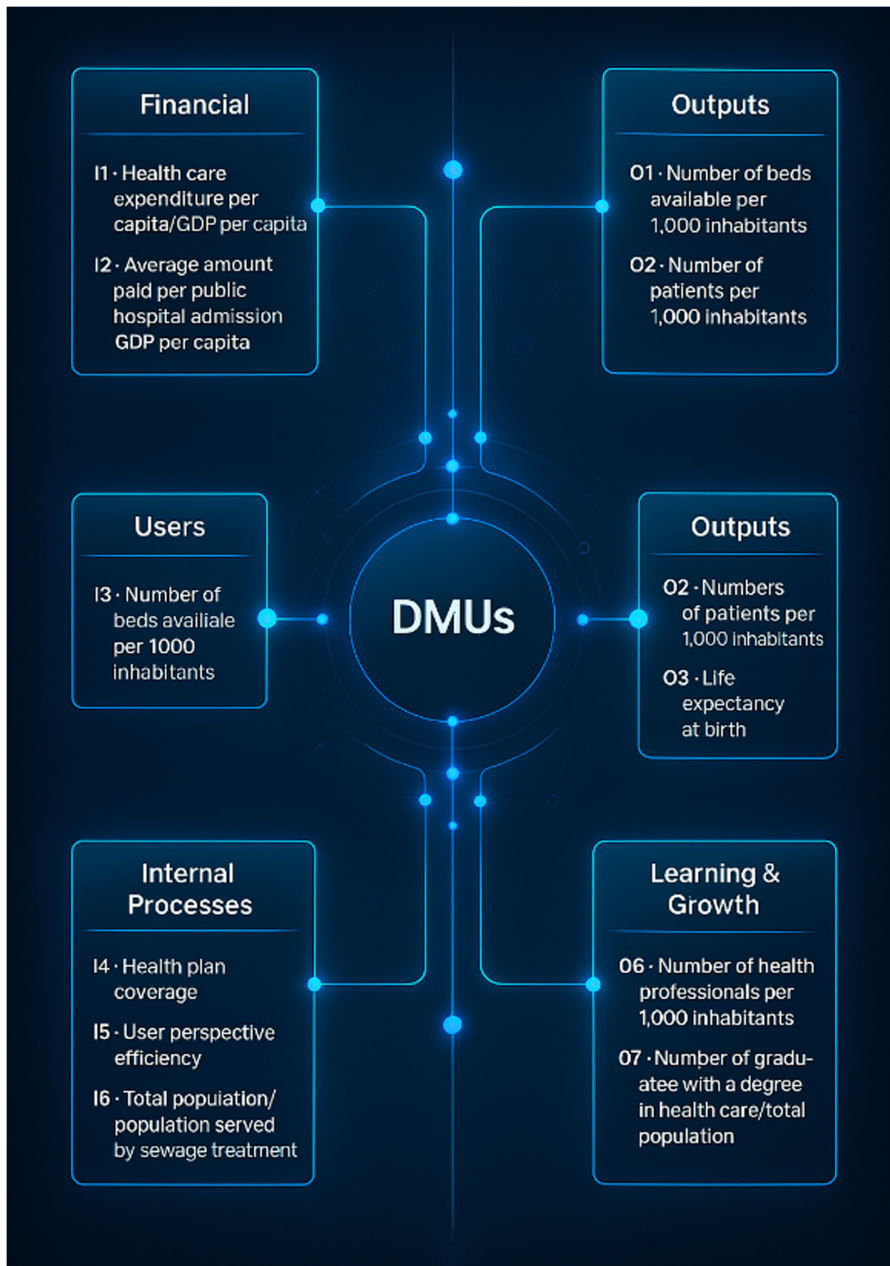 Financial
I1 · Health care
expenditure per
capita/GDP per capita
I2 · Average amount
paid per public
hospital admission
GDP per capita
Outputs
O1 · Number of beds
available per
1,000 inhabitants
O2 · Number of
patients per
1,000 inhabitants
Users
I3 · Number of
beds availiale
per 1000
inhabitants
DMUs
Outputs
O2 · Numbers
of patients per
1,000 inhabitants
O3 · Life
expectancy
at birth
Internal
Processes
I4 · Health plan
coverage
I5 · User perspective
efficiency
I6 · Total popuiation/
population served
by sewage treatment
Learning &
Growth
O6 · Number of health
professionals per
1,000 inhabitants
O7 · Number of gradu-
atee with a degree
in health care/total
population